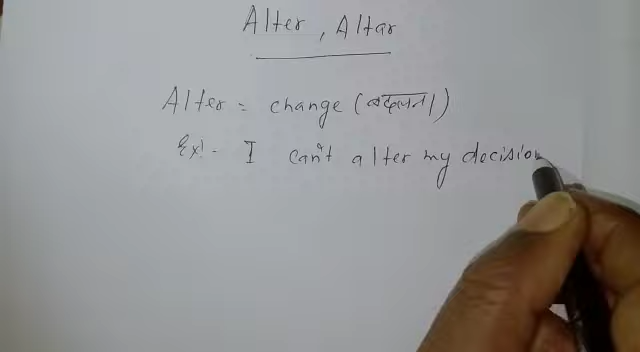 Alter, Altar
Alter = change (बदलना)
Ex:- I can't alter my decision